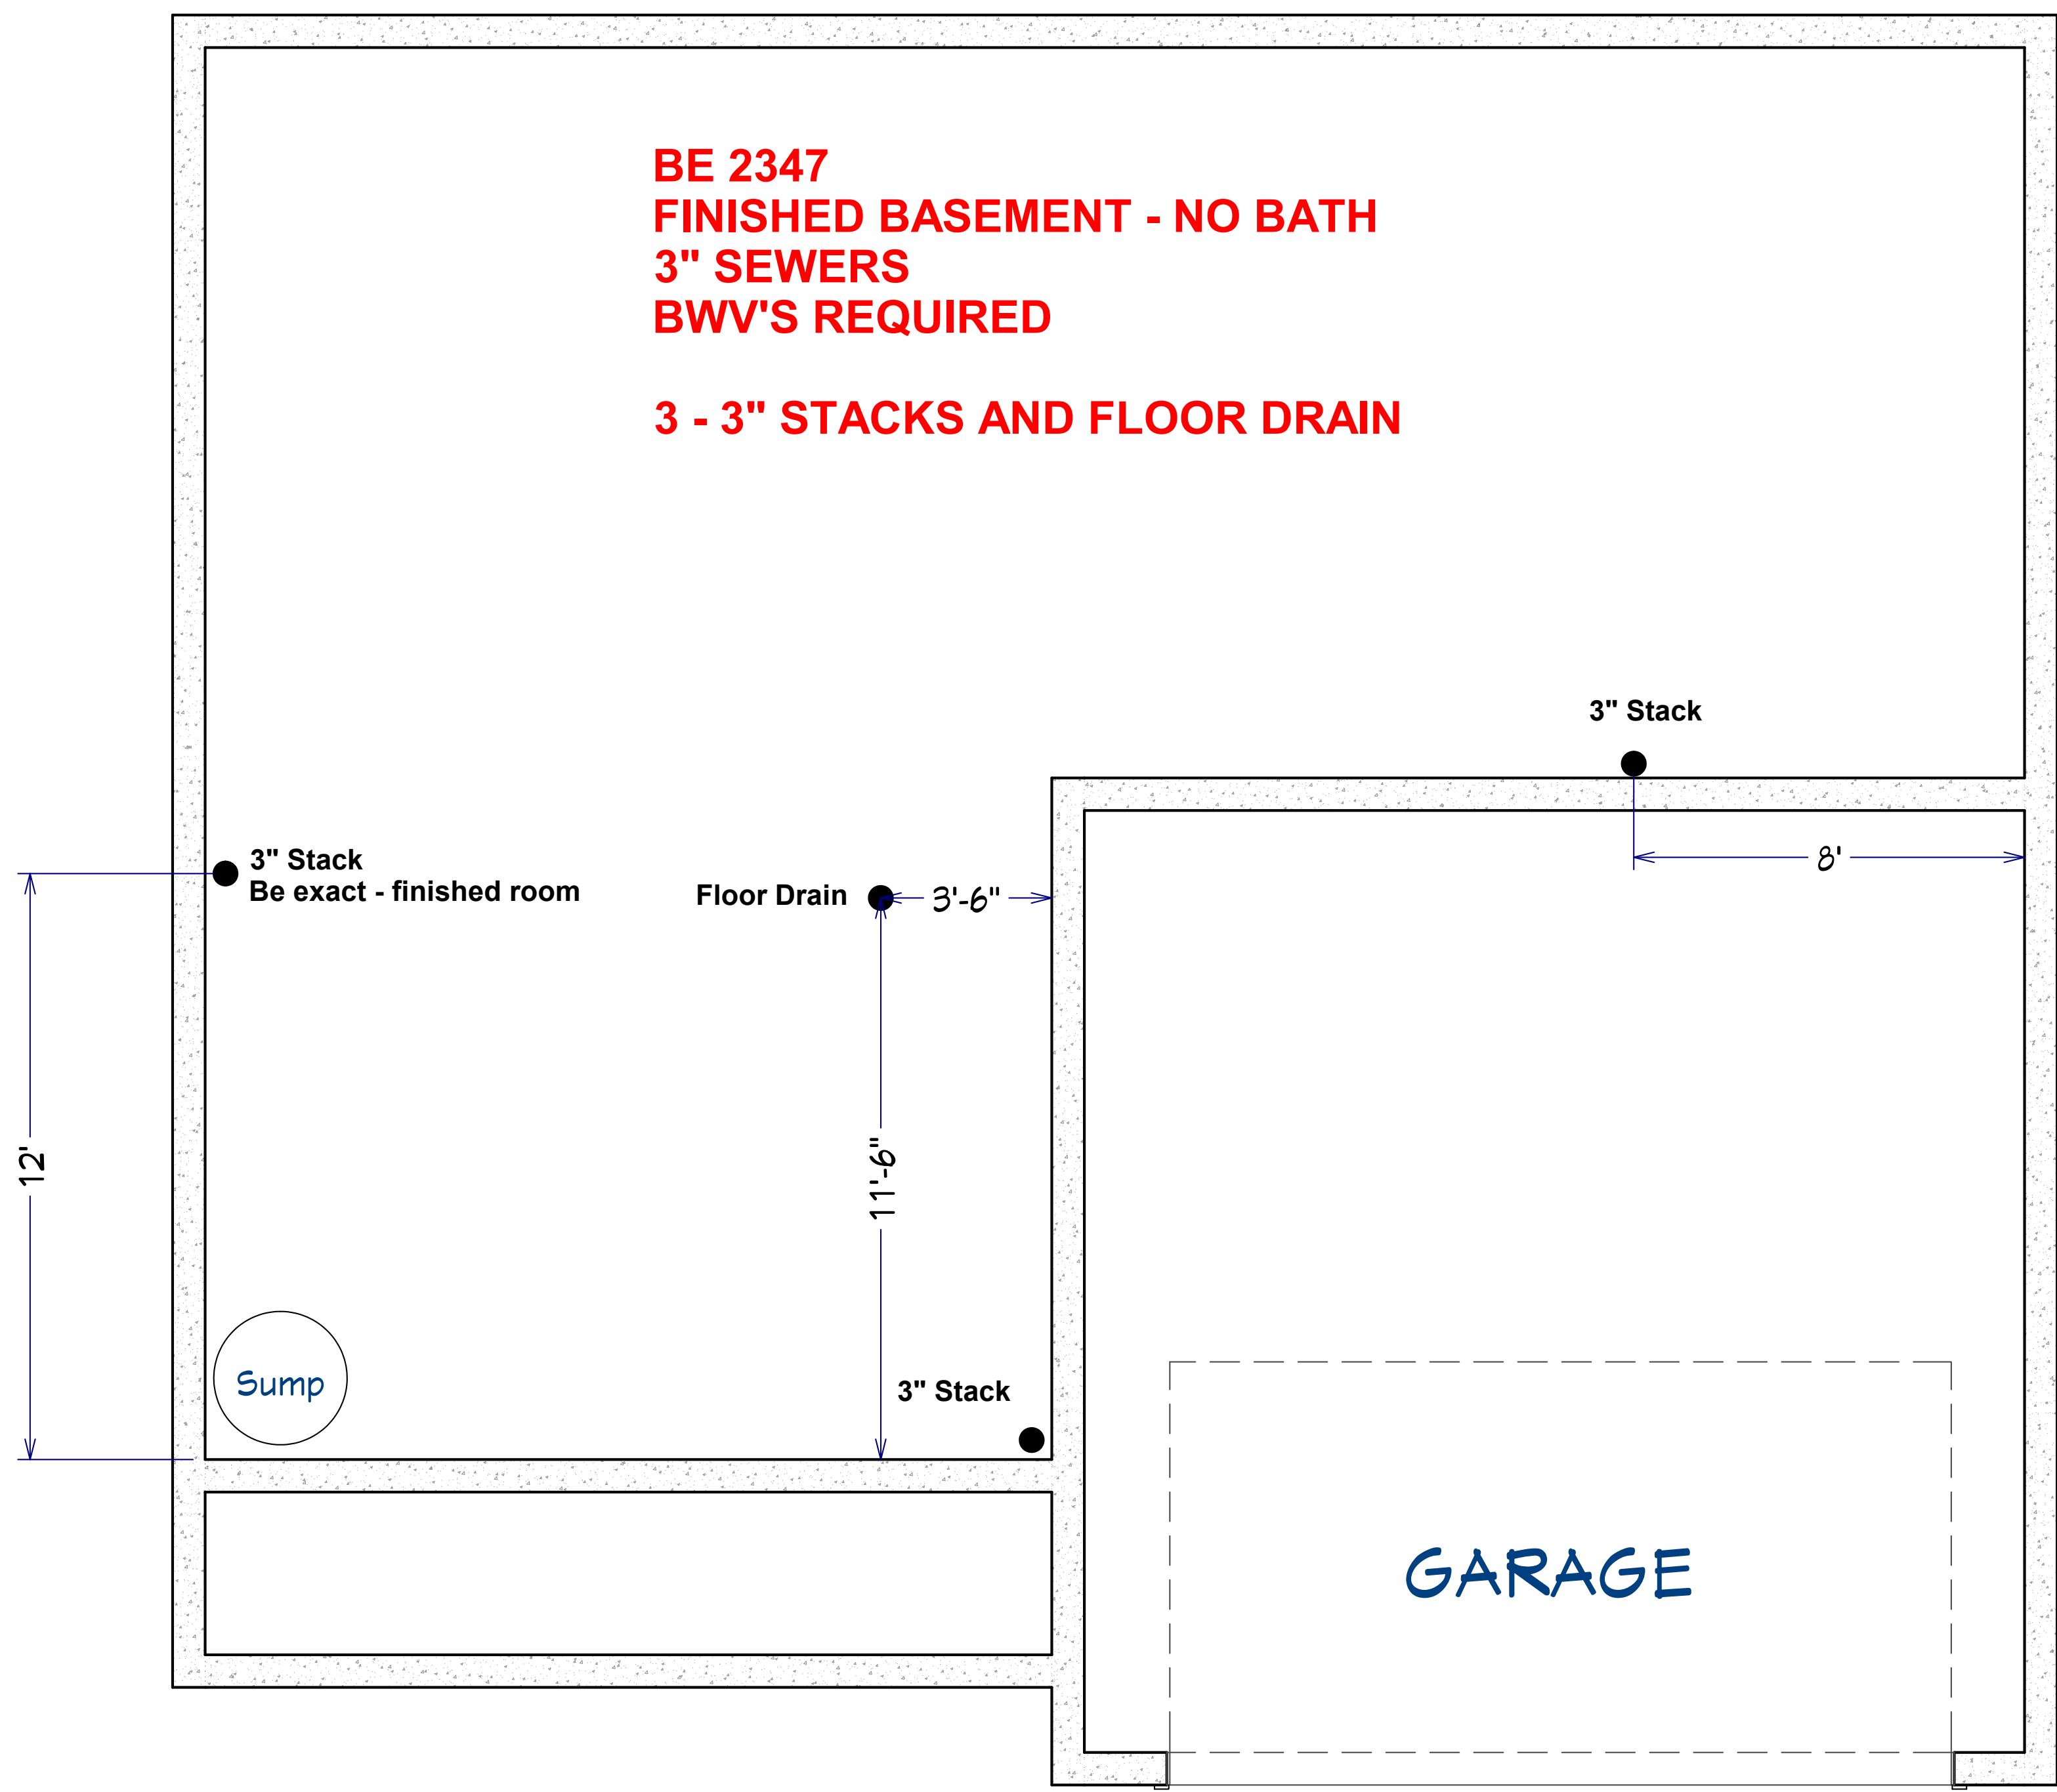 BE 2347
FINISHED BASEMENT - NO BATH
3" SEWERS
BWV'S REQUIRED
3 - 3" STACKS AND FLOOR DRAIN
3" Stack
8'
3" Stack
Be exact - finished room
Floor Drain
3'-6"
12'
11'-6"
Sump
3" Stack
GARAGE